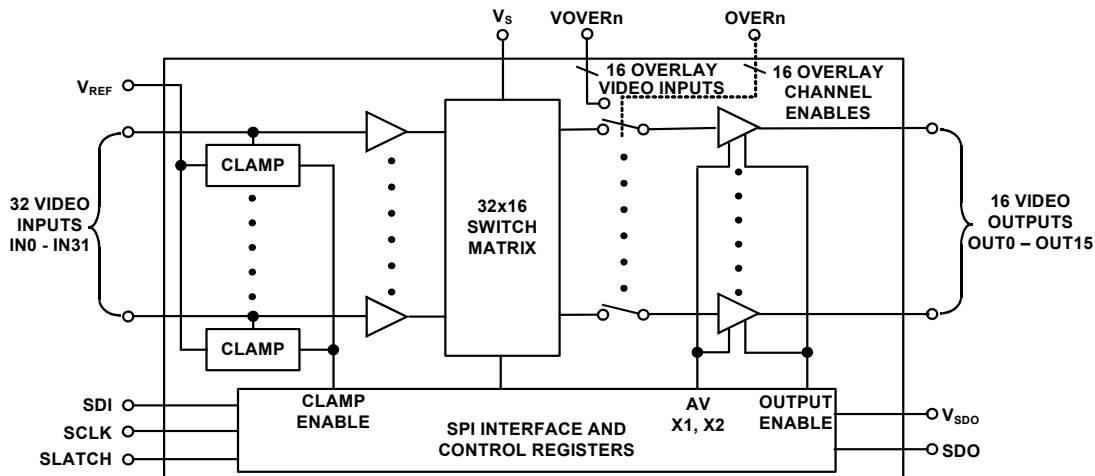 VS
VOVERn
OVERn
16 OVERLAY
VIDEO INPUTS
16 OVERLAY
CHANNEL
ENABLES
VREF
CLAMP
32 VIDEO
INPUTS
IN0 - IN31
32x16
SWITCH
MATRIX
16 VIDEO
OUTPUTS
OUT0 – OUT15
CLAMP
SDI
SCLK
SLATCH
CLAMP
ENABLE
SPI INTERFACE AND
CONTROL REGISTERS
AV
X1, X2
OUTPUT
ENABLE
VSDO
SDO